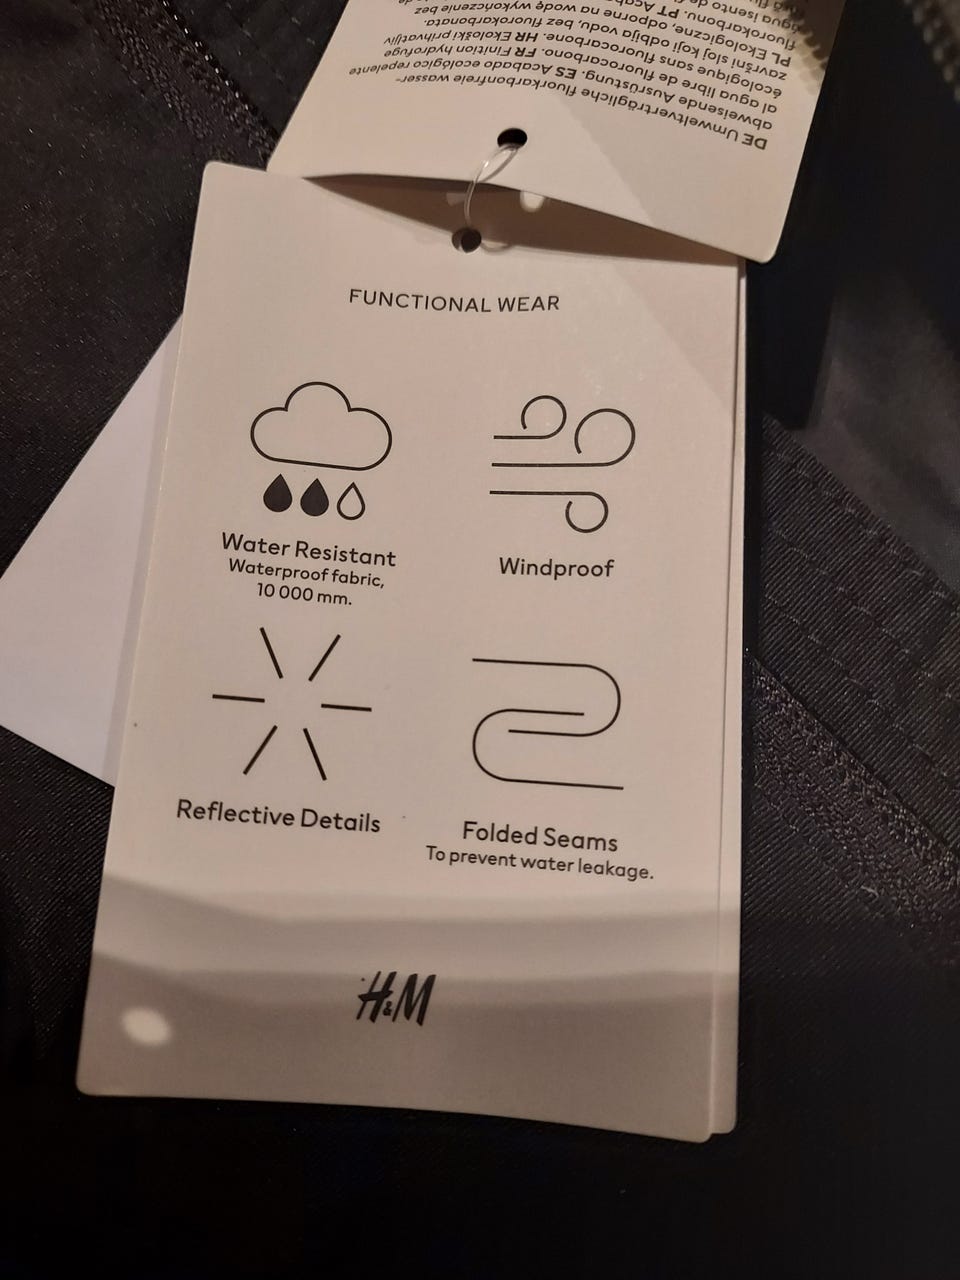 DE Umweltverträgliche fluorkarbonfreie wasser-
abweisende Ausrüstung. ES Acabado ecológico repelente
al agua libre de fluorocarbono. FR Finition hydrofuge
écologique sans fluorocarbone. HR Ekološki prihvatljiv
završni sloj koji odbija vodu, bez fluorokarbonata.
PL Ekologiczne, odporne na wodę wykończenie bez
fluorokarbonu. PT Acabamento
água isento de
FUNCTIONAL WEAR
Water Resistant
Waterproof fabric,
10 000 mm.
Windproof
Reflective Details
Folded Seams
To prevent water leakage.
H&M